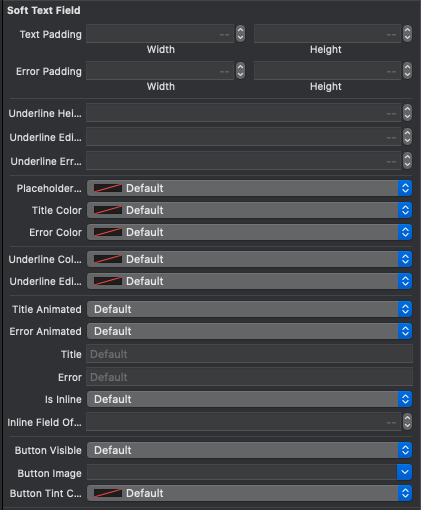 Soft Text Field
Text Padding -- --
Width Height
Error Padding -- --
Width Height
Underline Hei... --
Underline Edi... --
Underline Err... --
Placeholder... Default
Title Color Default
Error Color Default
Underline Col... Default
Underline Edi... Default
Title Animated Default
Error Animated Default
Title Default
Error Default
Is Inline Default
Inline Field Of... --
Button Visible Default
Button Image
Button Tint C... Default